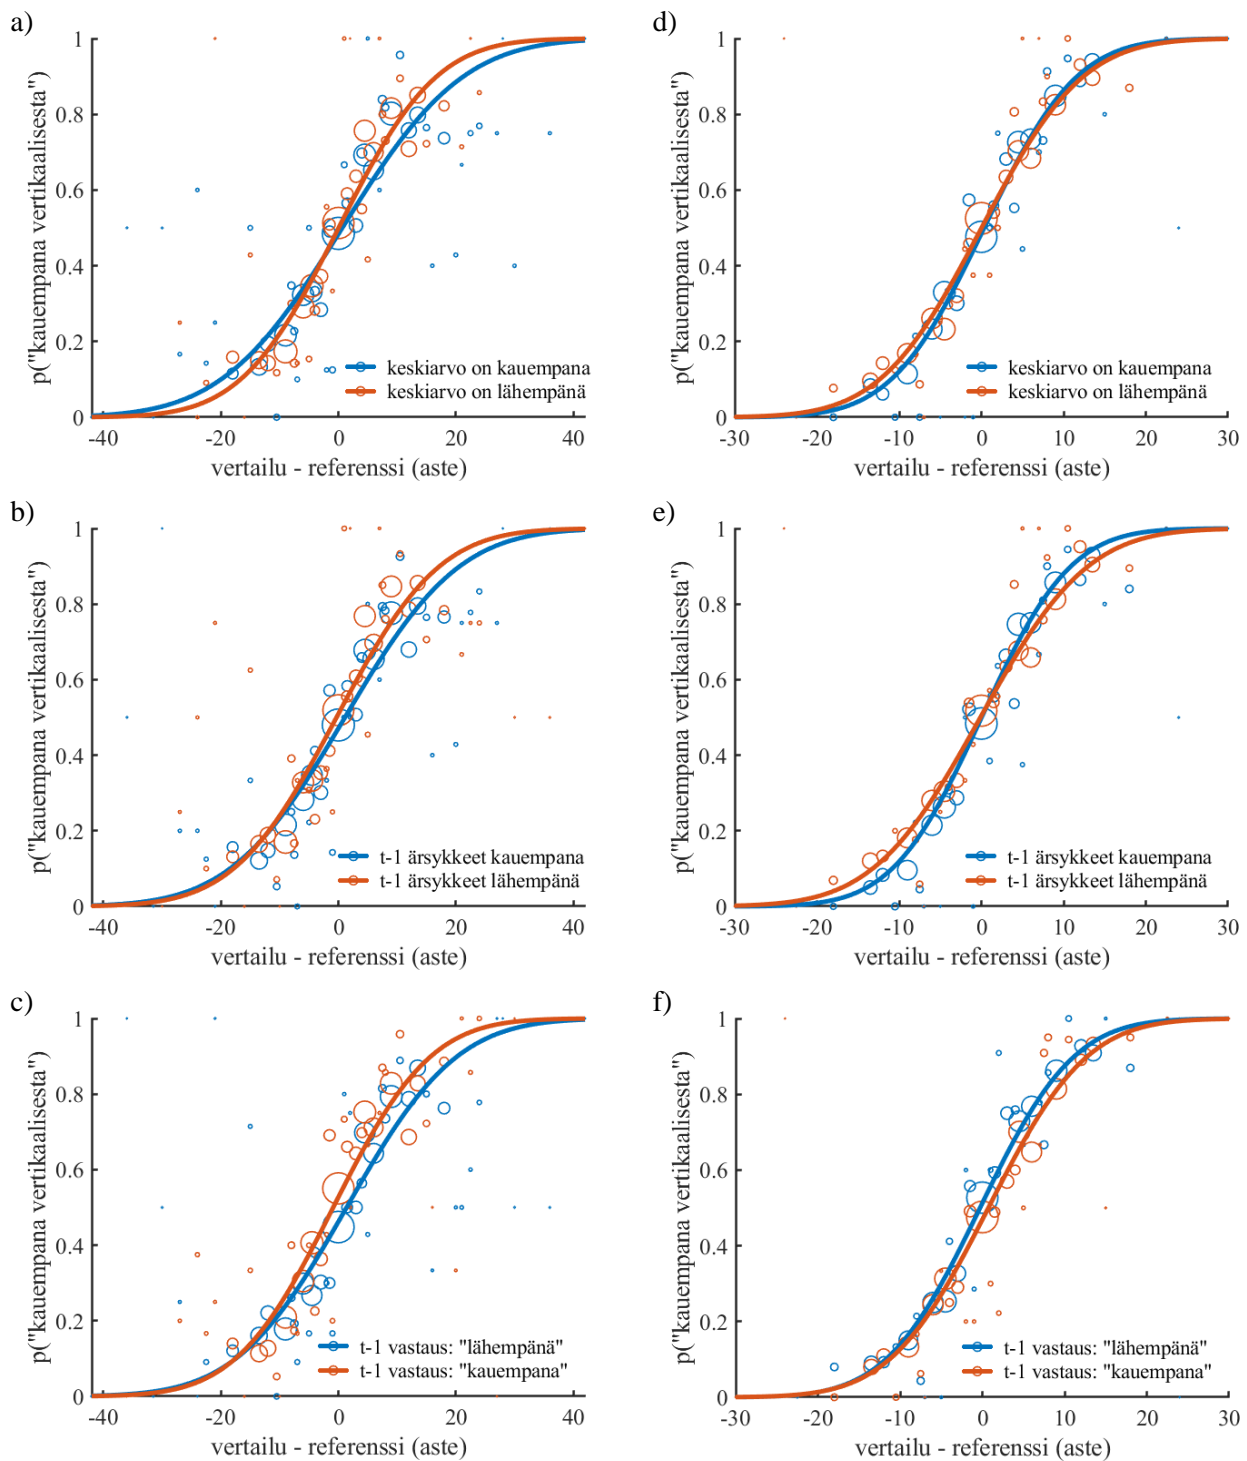 a)
1
0.8
0.6
0.4
0.2
0
p("kauempana vertikaalisesta")
keskiarvo on kauempana
keskiarvo on lähempänä
-40 -20 0 20 40
vertailu - referenssi (aste)
d)
1
0.8
0.6
0.4
0.2
0
p("kauempana vertikaalisesta")
keskiarvo on kauempana
keskiarvo on lähempänä
-30 -20 -10 0 10 20 30
vertailu - referenssi (aste)
b)
1
0.8
0.6
0.4
0.2
0
p("kauempana vertikaalisesta")
t-1 ärsykkeet kauempana
t-1 ärsykkeet lähempänä
-40 -20 0 20 40
vertailu - referenssi (aste)
e)
1
0.8
0.6
0.4
0.2
0
p("kauempana vertikaalisesta")
t-1 ärsykkeet kauempana
t-1 ärsykkeet lähempänä
-30 -20 -10 0 10 20 30
vertailu - referenssi (aste)
c)
1
0.8
0.6
0.4
0.2
0
p("kauempana vertikaalisesta")
t-1 vastaus: "lähempänä"
t-1 vastaus: "kauempana"
-40 -20 0 20 40
vertailu - referenssi (aste)
f)
1
0.8
0.6
0.4
0.2
0
p("kauempana vertikaalisesta")
t-1 vastaus: "lähempänä"
t-1 vastaus: "kauempana"
-30 -20 -10 0 10 20 30
vertailu - referenssi (aste)